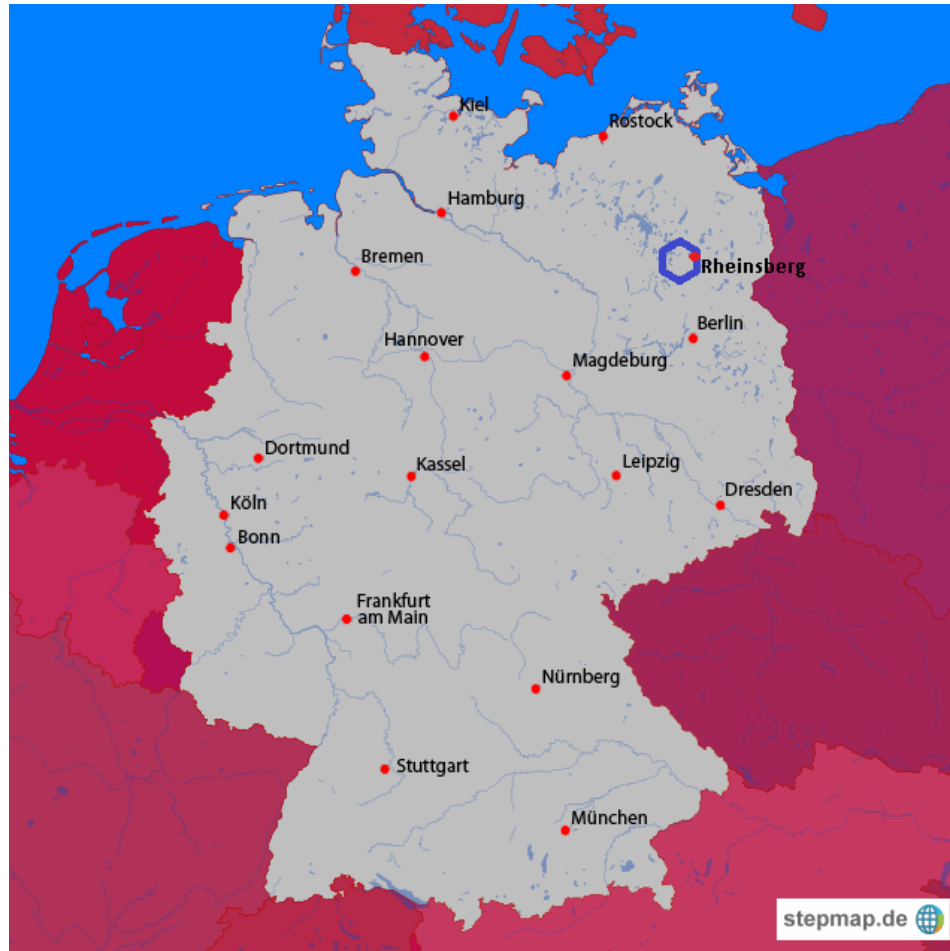 Kiel
Rostock
Hamburg
Bremen
Rheinsberg
Berlin
Hannover
Magdeburg
Dortmund
Kassel
Leipzig
Dresden
Köln
Bonn
Frankfurt
am Main
Nürnberg
Stuttgart
München
stepmap.de